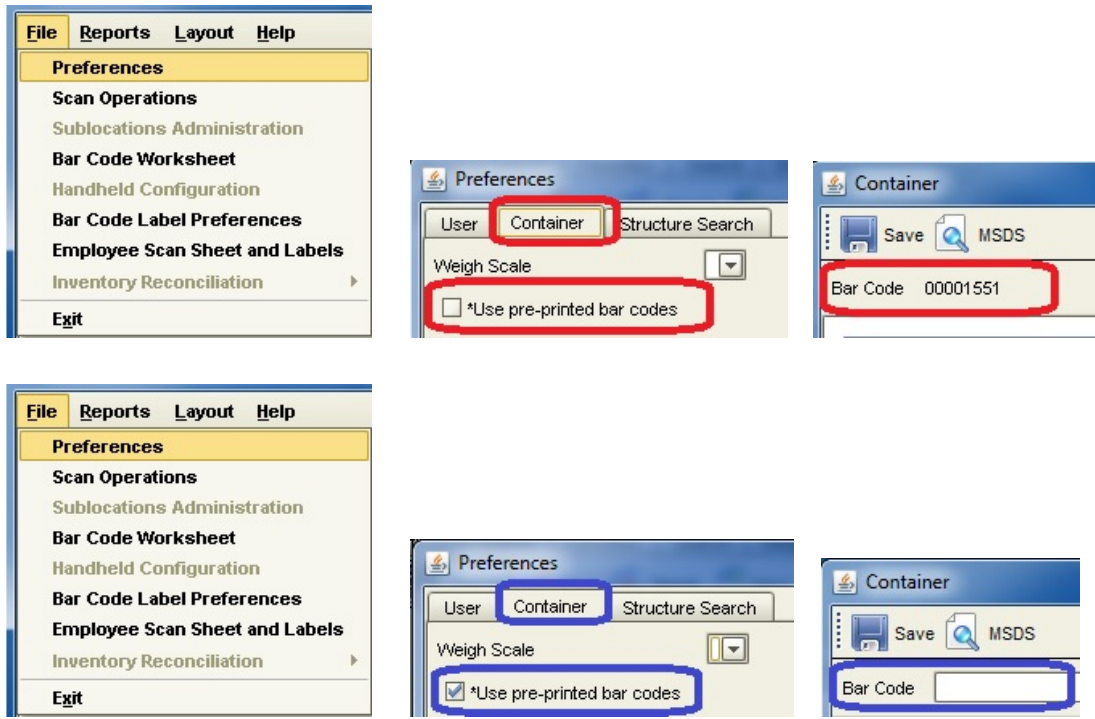 File Reports Layout Help
Preferences
Scan Operations
Sublocations Administration
Bar Code Worksheet
Handheld Configuration
Bar Code Label Preferences
Employee Scan Sheet and Labels
Inventory Reconciliation
Exit
Preferences
User Container Structure Search
Weigh Scale
*Use pre-printed bar codes
Container
Save MSDS
Bar Code 00001551
File Reports Layout Help
Preferences
Scan Operations
Sublocations Administration
Bar Code Worksheet
Handheld Configuration
Bar Code Label Preferences
Employee Scan Sheet and Labels
Inventory Reconciliation
Exit
Preferences
User Container Structure Search
Weigh Scale
*Use pre-printed bar codes
Container
Save MSDS
Bar Code